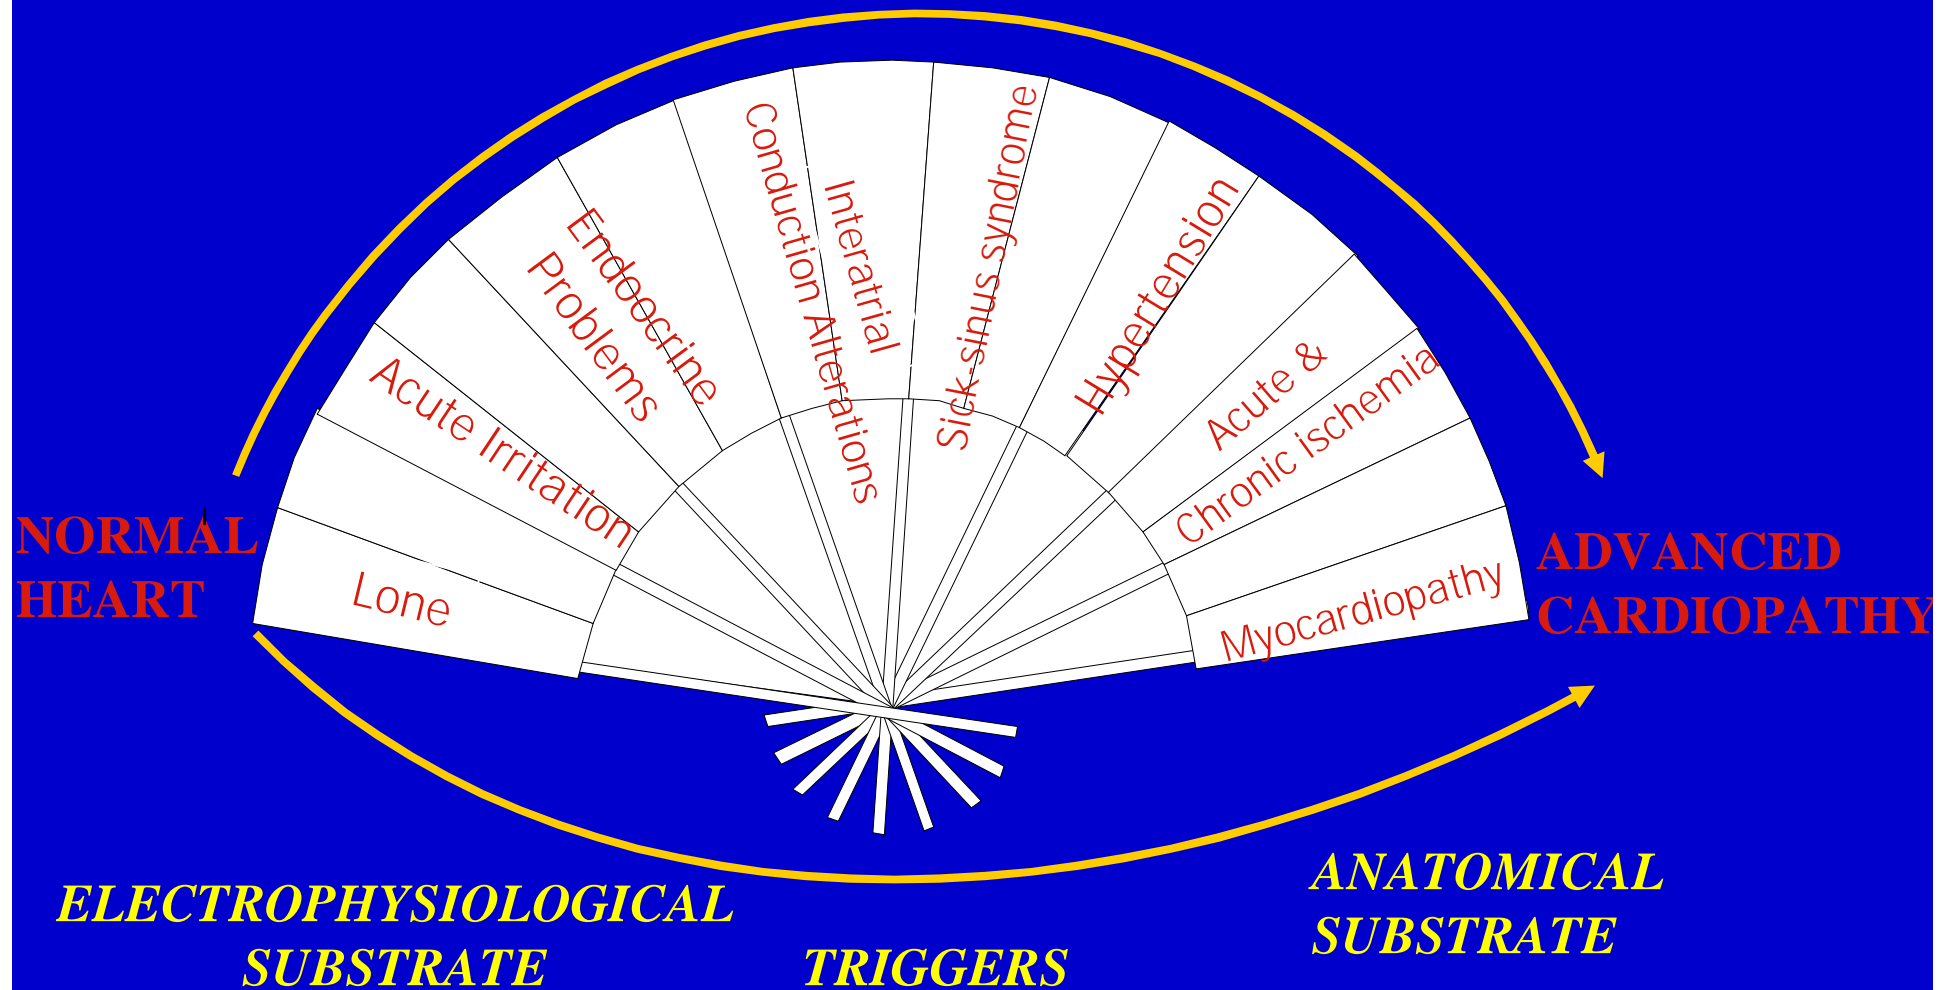 NORMAL
HEART
Lone
Acute Irritation
Endocrine
Problems
Interatrial
Conduction Alterations
Sick-sinus syndrome
Hypertension
Acute &
Chronic ischemia
Myocardiopathy
ADVANCED
CARDIOPATHY
ELECTROPHYSIOLOGICAL
SUBSTRATE
TRIGGERS
ANATOMICAL
SUBSTRATE